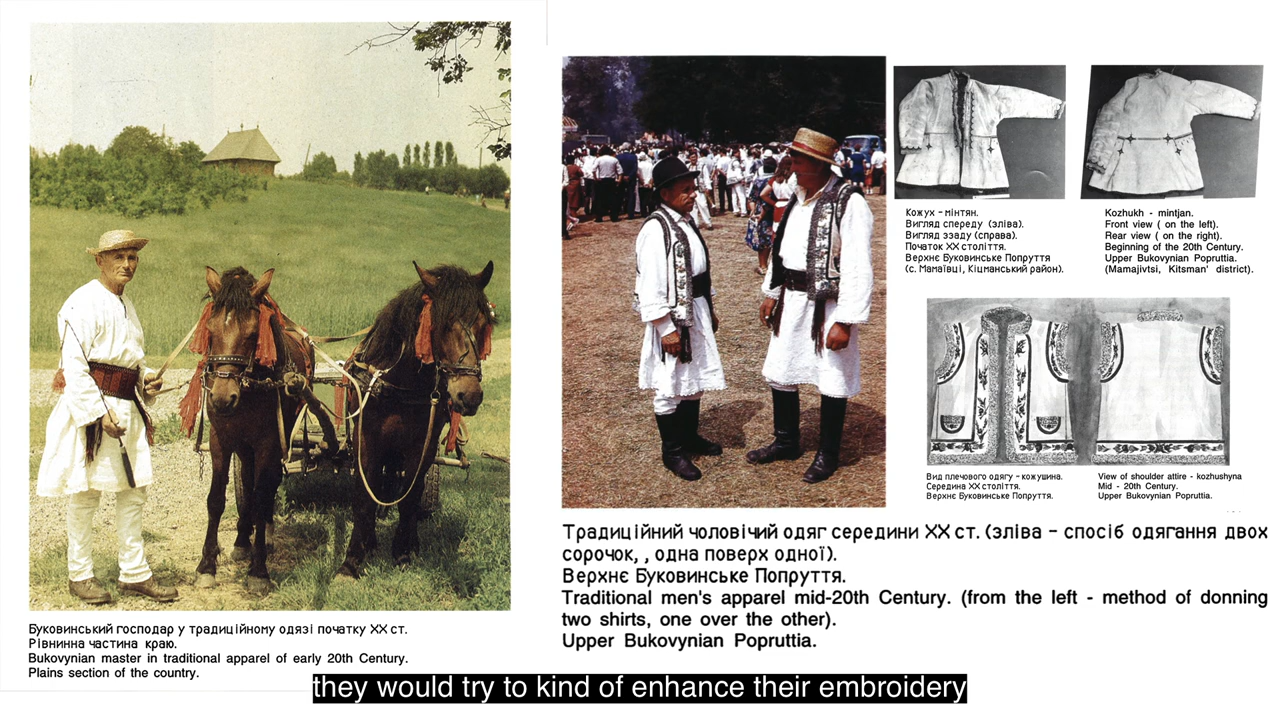 Буковинський господар у традиційному одязі початку XX ст.
Рівнинна частина краю.
Bukovynian master in traditional apparel of early 20th Century.
Plains section of the country.
Кожух - мінтян.
Вигляд спереду (зліва).
Вигляд ззаду (справа).
Початок XX століття.
Верхнє Буковинське Попруття
(с. Мамаївці, Кіцманський район).
Kozhukh - mintjan.
Front view ( on the left).
Rear view ( on the right).
Beginning of the 20th Century.
Upper Bukovynian Popruttia.
(Mamajivtsi, Kitsman' district).
Вид плечового одягу - кожушина.
Середина XX століття.
Верхнє Буковинське Попруття.
View of shoulder attire - kozhushyna
Mid - 20th Century.
Upper Bukovynian Popruttia.
Традиційний чоловічий одяг середини XX ст. (зліва - спосіб одягання двох
сорочок, , одна поверх одної).
Верхнє Буковинське Попруття.
Traditional men's apparel mid-20th Century. (from the left - method of donning
two shirts, one over the other).
Upper Bukovynian Popruttia.
they would try to kind of enhance their embroidery